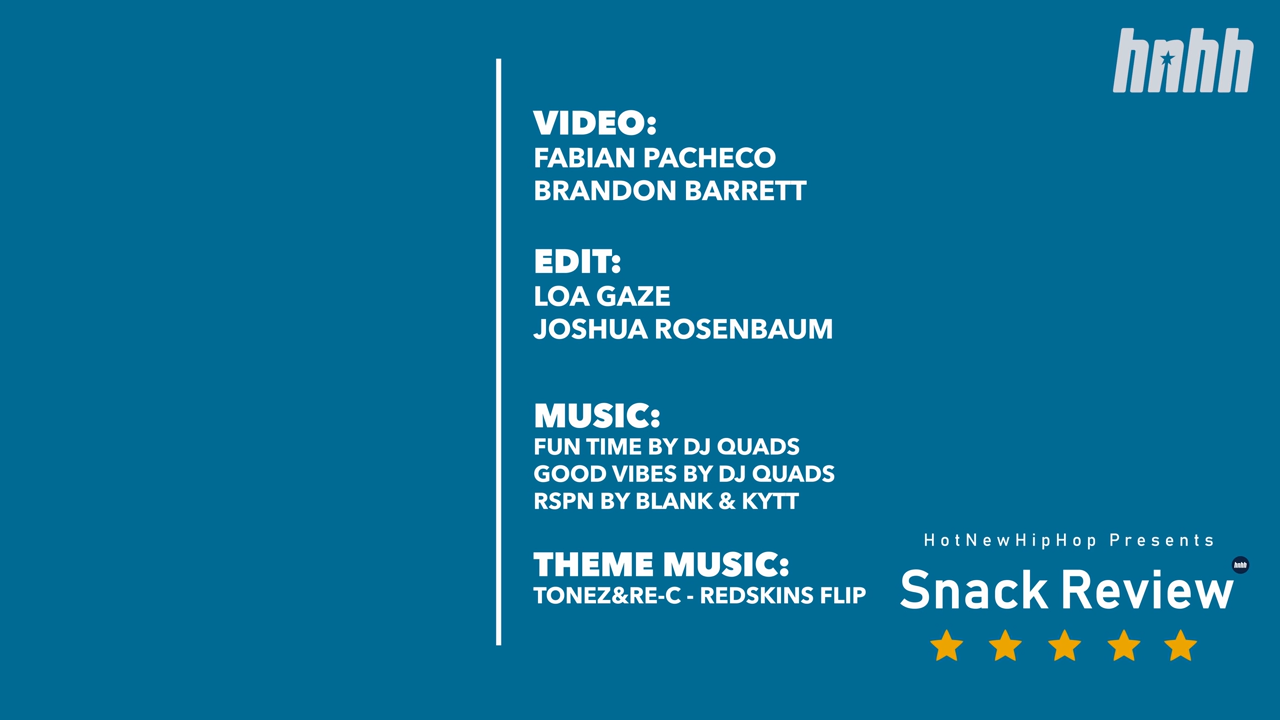 hnhh
VIDEO:
FABIAN PACHECO
BRANDON BARRETT
EDIT:
LOA GAZE
JOSHUA ROSENBAUM
MUSIC:
FUN TIME BY DJ QUADS
GOOD VIBES BY DJ QUADS
RSPN BY BLANK & KYTT
THEME MUSIC:
TONEZ&RE-C - REDSKINS FLIP
HotNewHipHop Presents
hnhh
Snack Review